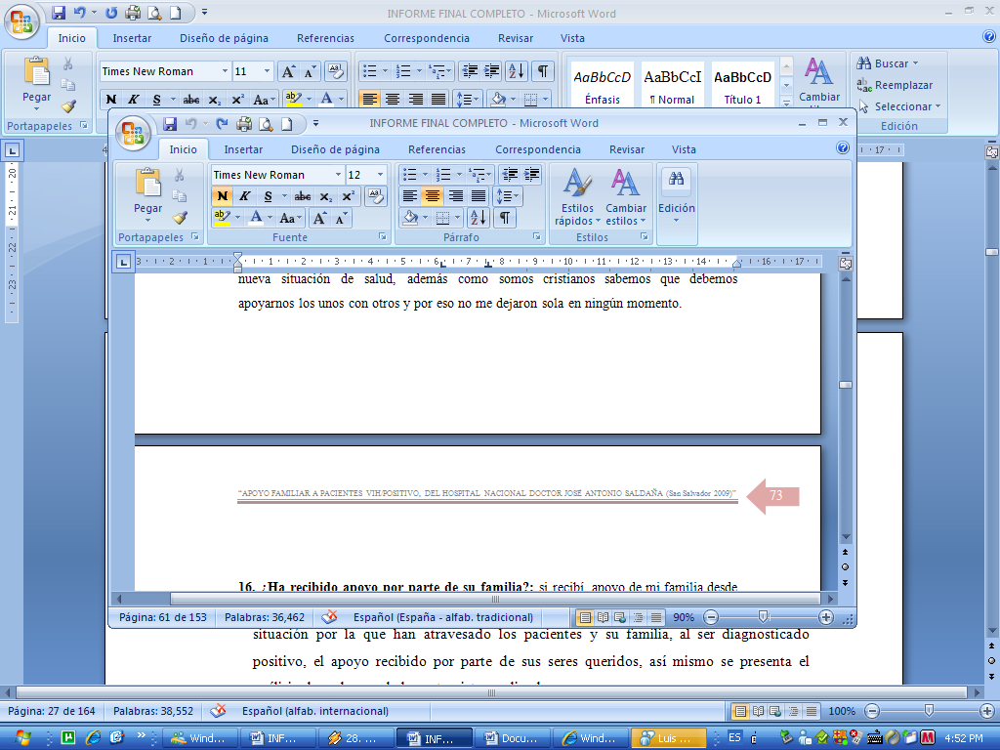 INFORME FINAL COMPLETO - Microsoft Word
Inicio Insertar Diseño de página Referencias Correspondencia Revisar Vista
Times New Roman 11
AaBbCcD AaBbCcI AaBbCcD
Buscar
Reemplazar
Seleccionar
Pegar
N K S abc x₂ x² Aa
Énfasis ¶ Normal Título 1
Cambiar
Portapapeles
Edición
INFORME FINAL COMPLETO - Microsoft Word
Inicio Insertar Diseño de página Referencias Correspondencia Revisar Vista
Times New Roman 12
Pegar
N K S abc x₂ x²
ab A Aa A A
Estilos rápidos
Cambiar estilos
Edición
Portapapeles Fuente Párrafo Estilos
nueva situación de salud, además como somos cristianos sabemos que debemos
apoyarnos los unos con otros y por eso no me dejaron sola en ningún momento.
“APOYO FAMILIAR A PACIENTES VIH/POSITIVO, DEL HOSPITAL NACIONAL DOCTOR JOSÉ ANTONIO SALDAÑA (San Salvador 2009)” 73
16. ¿Ha recibido apoyo por parte de su familia?: si recibí apoyo de mi familia desde
Página: 61 de 153 Palabras: 36,462 Español (España - alfab. tradicional) 90%
situación por la que han atravesado los pacientes y su familia, al ser diagnosticado
positivo, el apoyo recibido por parte de sus seres queridos, así mismo se presenta el
Página: 27 de 164 Palabras: 38,552 Español (alfab. internacional) 100%
Wind... INF... 28. ... INF... Docu... Wind... Luis ... ES 4:52 PM